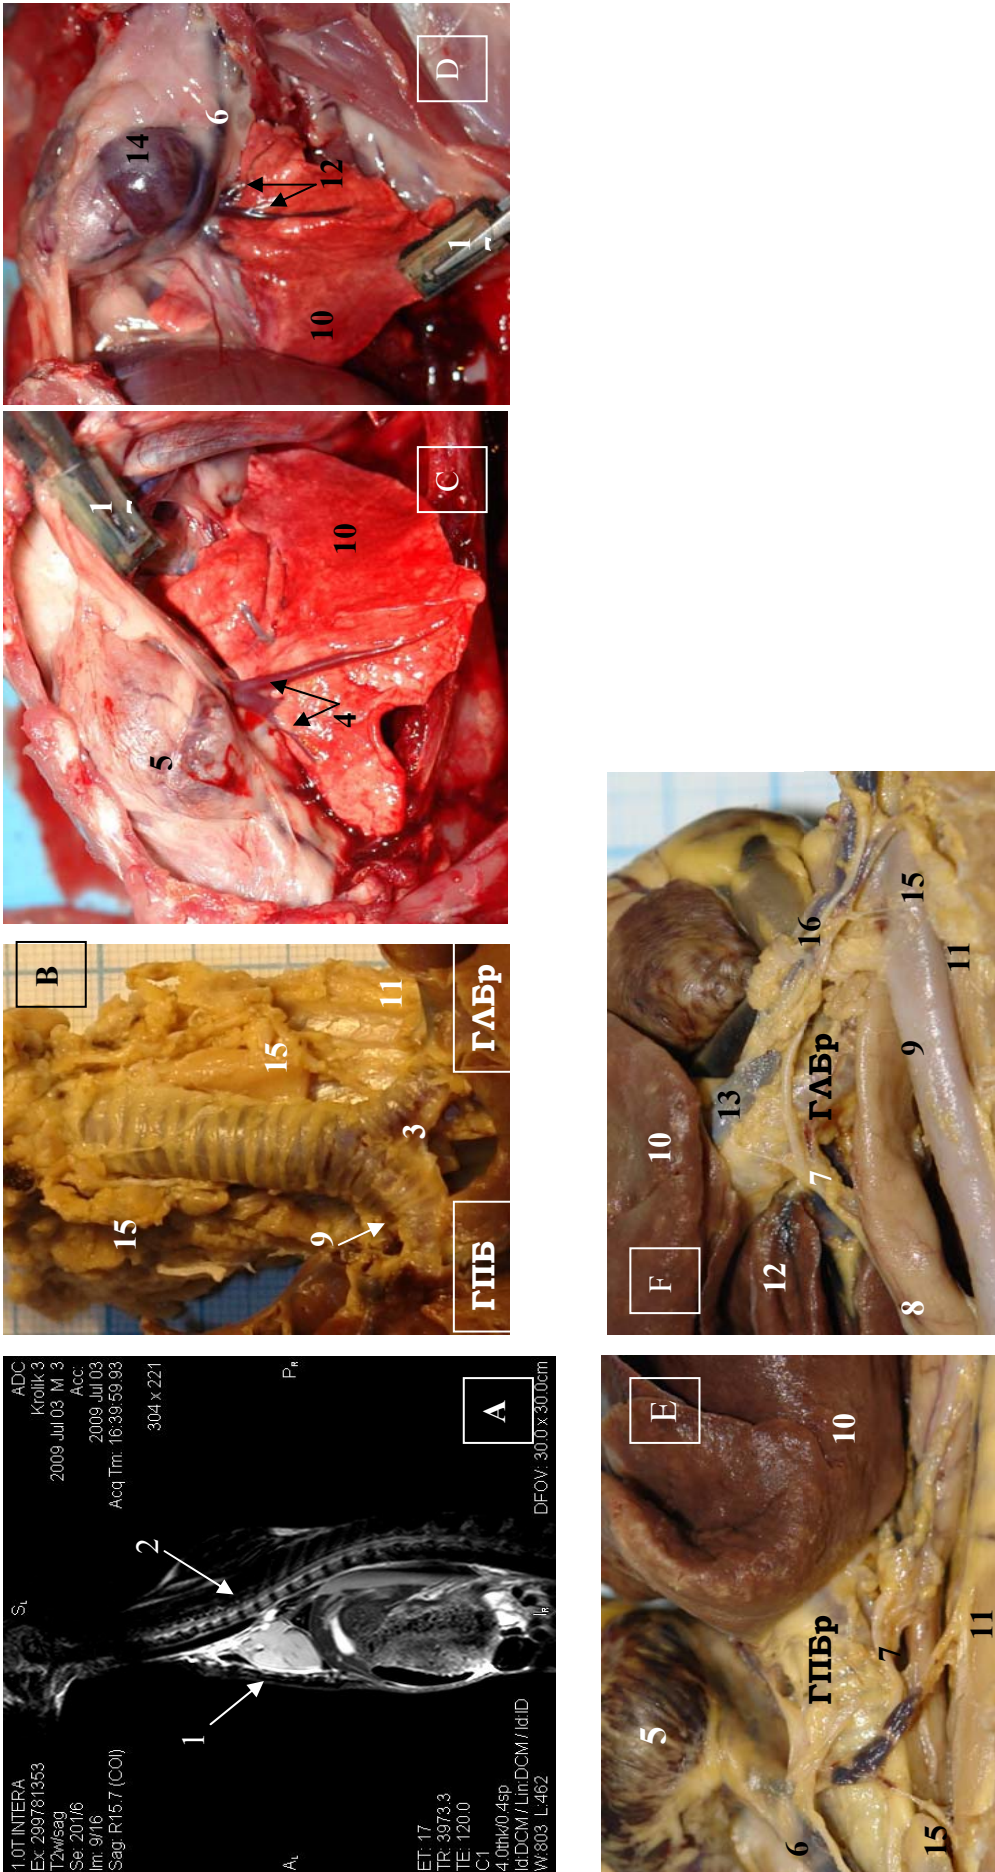 1.0T INTERA
Ex: 299781353
T2w/sag
Se: 201/6
Im: 9/16
Sag: R15.7 (COI)
SL
ADC
Krolik 3
2009 Jul 03 M 3
Acc:
2009 Jul 03
Acq Tm: 16:39:59.93
304 x 221
1
2
AL
PR
A
ET: 17
TR: 3973.3
TE: 120.0
C1
4.0thk/0.4sp
Id:DCM / Lin:DCM / Id:ID
W:803 L:462
IR
DFOV: 30.0 x 30.0cm
B
15
15
11
9
3
ГПБ
ГЛБр
1
5
10
4
C
14
6
12
10
1
D
5
E
10
6
ГПБр
7
15
11
F
10
13
16
12
7
ГЛБр
15
8
9
11